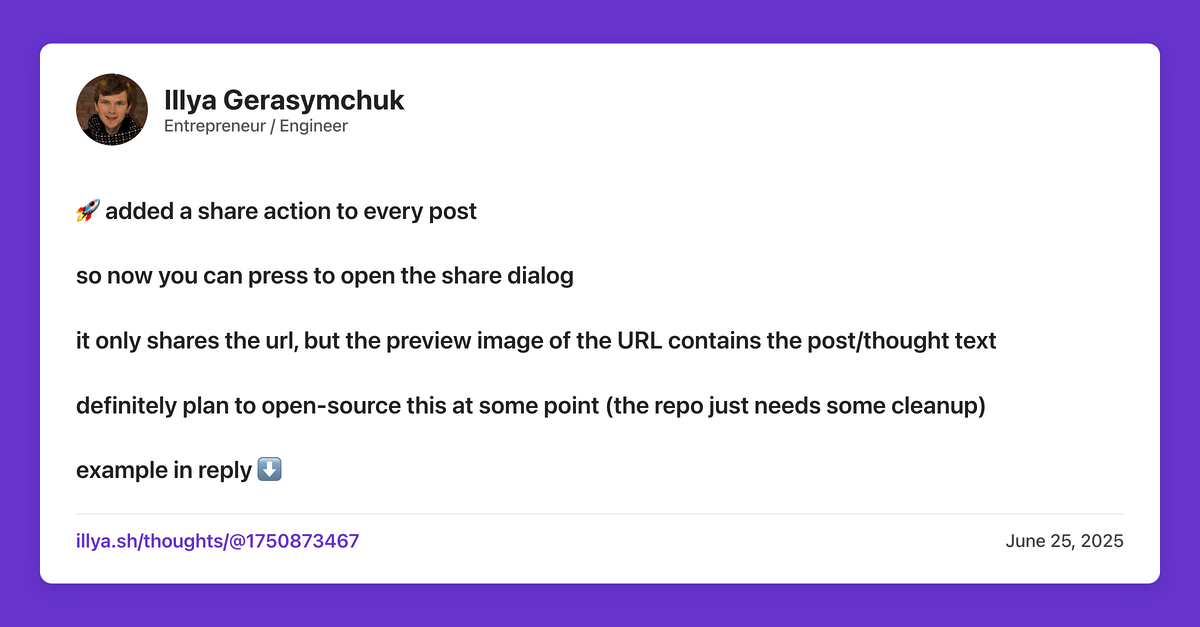 Illya Gerasymchuk
Entrepreneur / Engineer
🚀 added a share action to every post
so now you can press to open the share dialog
it only shares the url, but the preview image of the URL contains the post/thought text
definitely plan to open-source this at some point (the repo just needs some cleanup)
example in reply ⬇️
illya.sh/thoughts/@1750873467
June 25, 2025